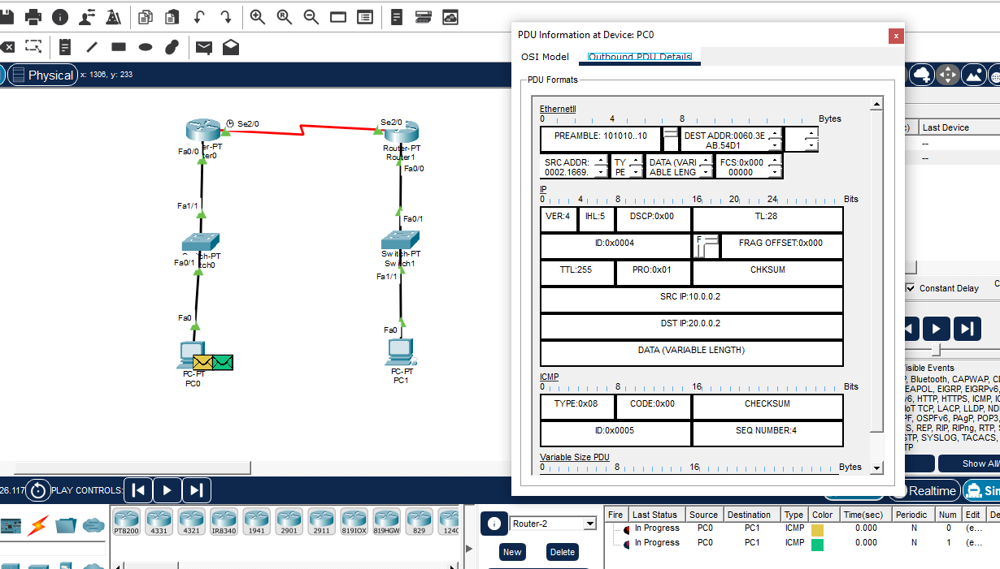 PDU Information at Device: PC0
x
OSI Model
Outbound PDU Details
PDU Formats
EthernetII
0 4 8 Bytes
PREAMBLE: 101010..10
DEST ADDR:0060.3E
AB.54D1
SRC ADDR:
0002.1669.
TY
PE
DATA (VARI
ABLE LENG
FCS:0x000
00000
IP
0 4 8 16 20 24 Bits
VER:4 IHL:5 DSCP:0x00 TL:28
ID:0x0004 F FRAG OFFSET:0x000
TTL:255 PRO:0x01 CHKSUM
SRC IP:10.0.0.2
DST IP:20.0.0.2
DATA (VARIABLE LENGTH)
ICMP
0 8 16 Bits
TYPE:0x08 CODE:0x00 CHECKSUM
ID:0x0005 SEQ NUMBER:4
Variable Size PDU
0 8 16 Bytes
Physical x: 1306, y: 233
Se2/0
Se2/0
er-PT
ter0
Fa0/0
Router-PT
Router1
Fa0/0
Fa1/1
Fa0/1
ch-PT
tch0
Fa0/1
Switch-PT
Switch1
Fa1/1
Fa0
Fa0
PC-PT
PC0
PC-PT
PC1
Last Device
--
--
Constant Delay
isible Events
Bluetooth, CAPWAP,
EAPOL, EIGRP, EIGRPv6,
HTTP, HTTPS, ICMP,
TCP, LACP, LLDP,
OSPFv6, PAgP, POP3,
REP, RIP, RIPng, RTP,
SYSLOG, TACACS,
TP
Show All/
Realtime
Sim
26.117 PLAY CONTROLS:
PT8200 4331 4321 IR8340 1941 2901 2911 819IOX 819HGW 829 1240
Router-2
New Delete
Fire Last Status Source Destination Type Color Time(sec) Periodic Num Edit De
In Progress PC0 PC1 ICMP 0.000 N 0 (e...
In Progress PC0 PC1 ICMP 0.000 N 1 (e...